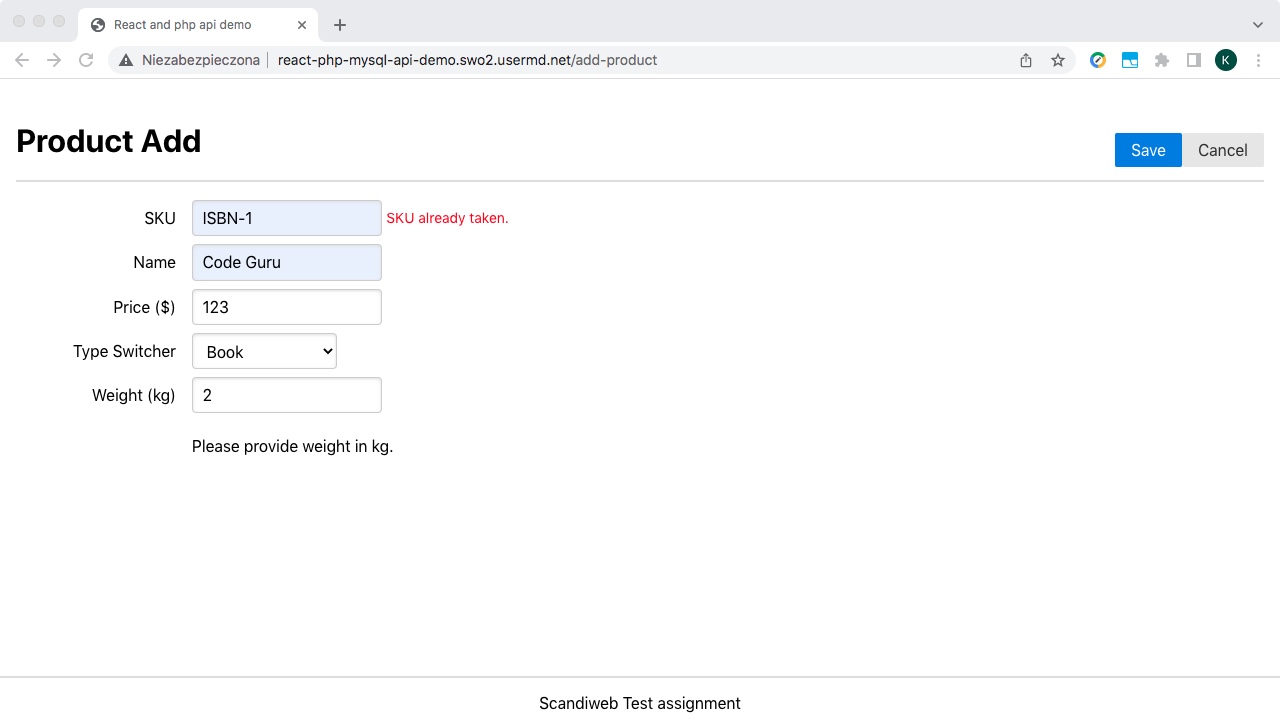 React and php api demo
Niezabezpieczona react-php-mysql-api-demo.swo2.usermd.net/add-product
K
Product Add
Save Cancel
SKU ISBN-1 SKU already taken.
Name Code Guru
Price ($) 123
Type Switcher Book
Weight (kg) 2
Please provide weight in kg.
Scandiweb Test assignment